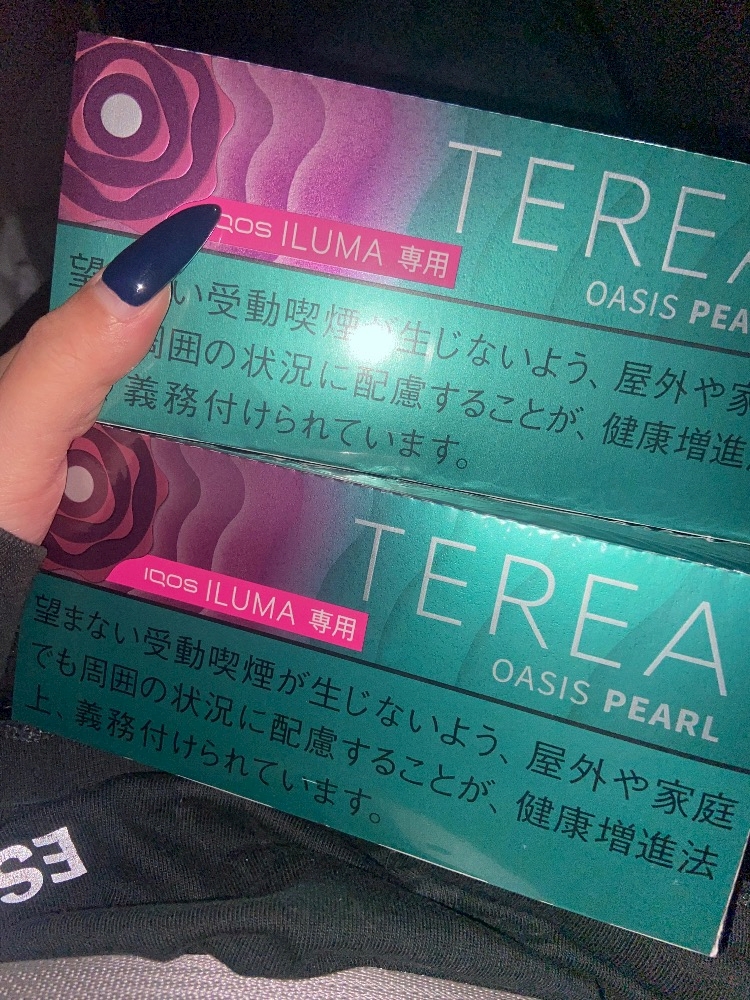 TEREA
IQOS ILUMA 専用
OASIS PEA
望 い受動喫煙が生じないよう、屋外や家
周囲の状況に配慮することが、健康増進
義務付けられています。
TEREA
IQOS ILUMA 専用
OASIS PEARL
望まない受動喫煙が生じないよう、屋外や家庭
でも周囲の状況に配慮することが、健康増進法
上、義務付けられています。